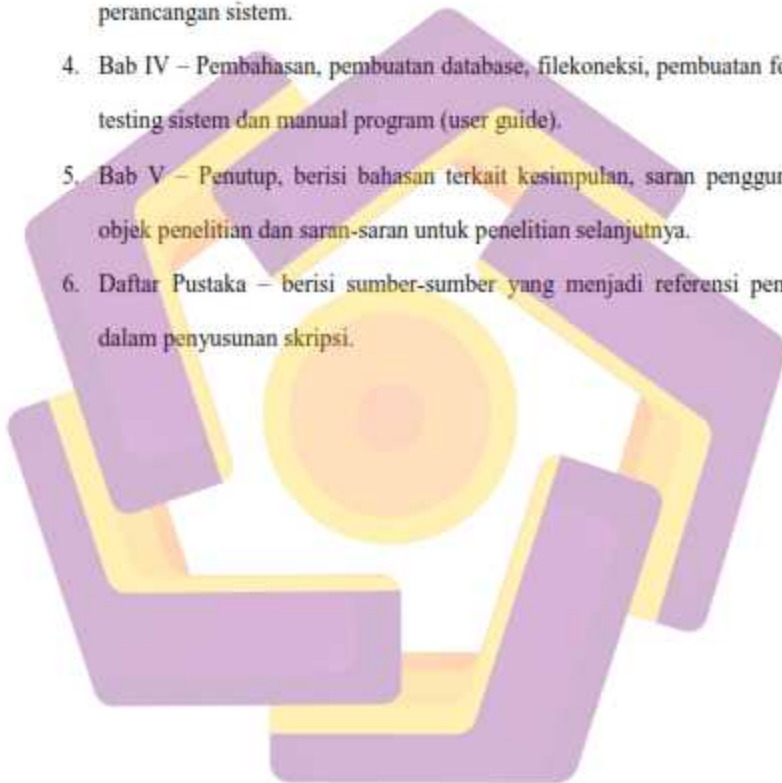 perancangan sistem.
4. Bab IV – Pembahasan, pembuatan database, filekoneksi, pembuatan
testing sistem dan manual program (user guide).
5. Bab V – Penutup, berisi bahasan terkait kesimpulan, saran
objek penelitian dan saran-saran untuk penelitian selanjutnya.
6. Daftar Pustaka – berisi sumber-sumber yang menjadi referensi
dalam penyusunan skripsi.